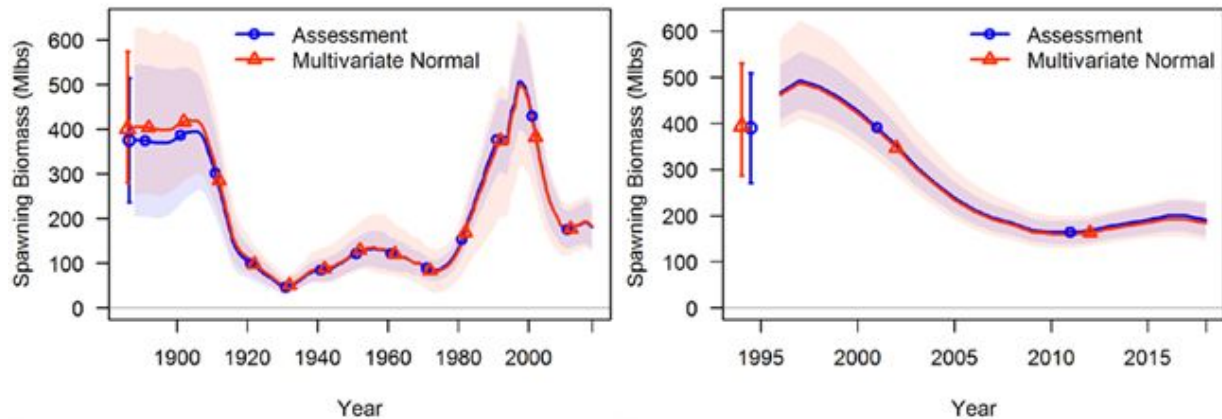 Spawning Biomass (Mlbs)
600
500
400
300
200
100
0
Assessment
Multivariate Normal
1900 1920 1940 1960 1980 2000
Year
Spawning Biomass (Mlbs)
600
500
400
300
200
100
0
Assessment
Multivariate Normal
1995 2000 2005 2010 2015
Year